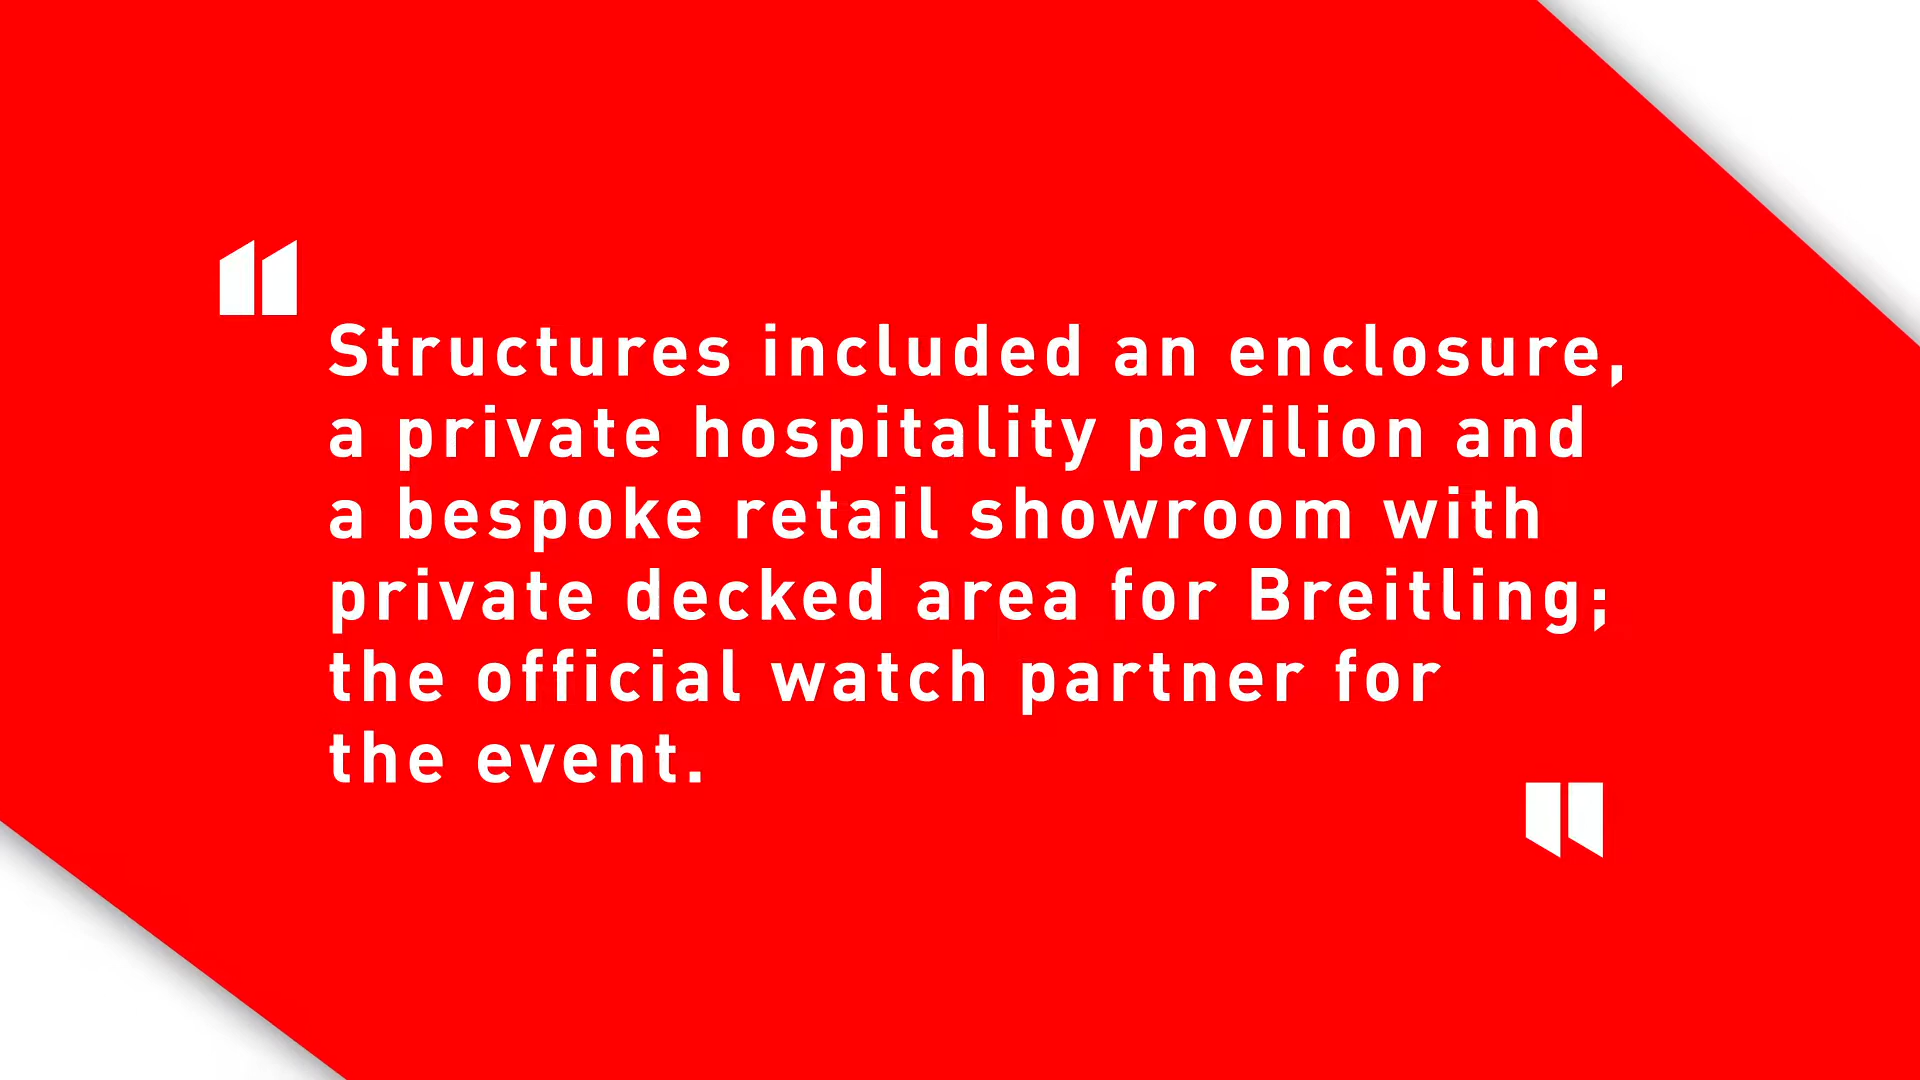 Structures included an enclosure,
a private hospitality pavilion and
a bespoke retail showroom with
private decked area for Breitling;
the official watch partner for
the event.